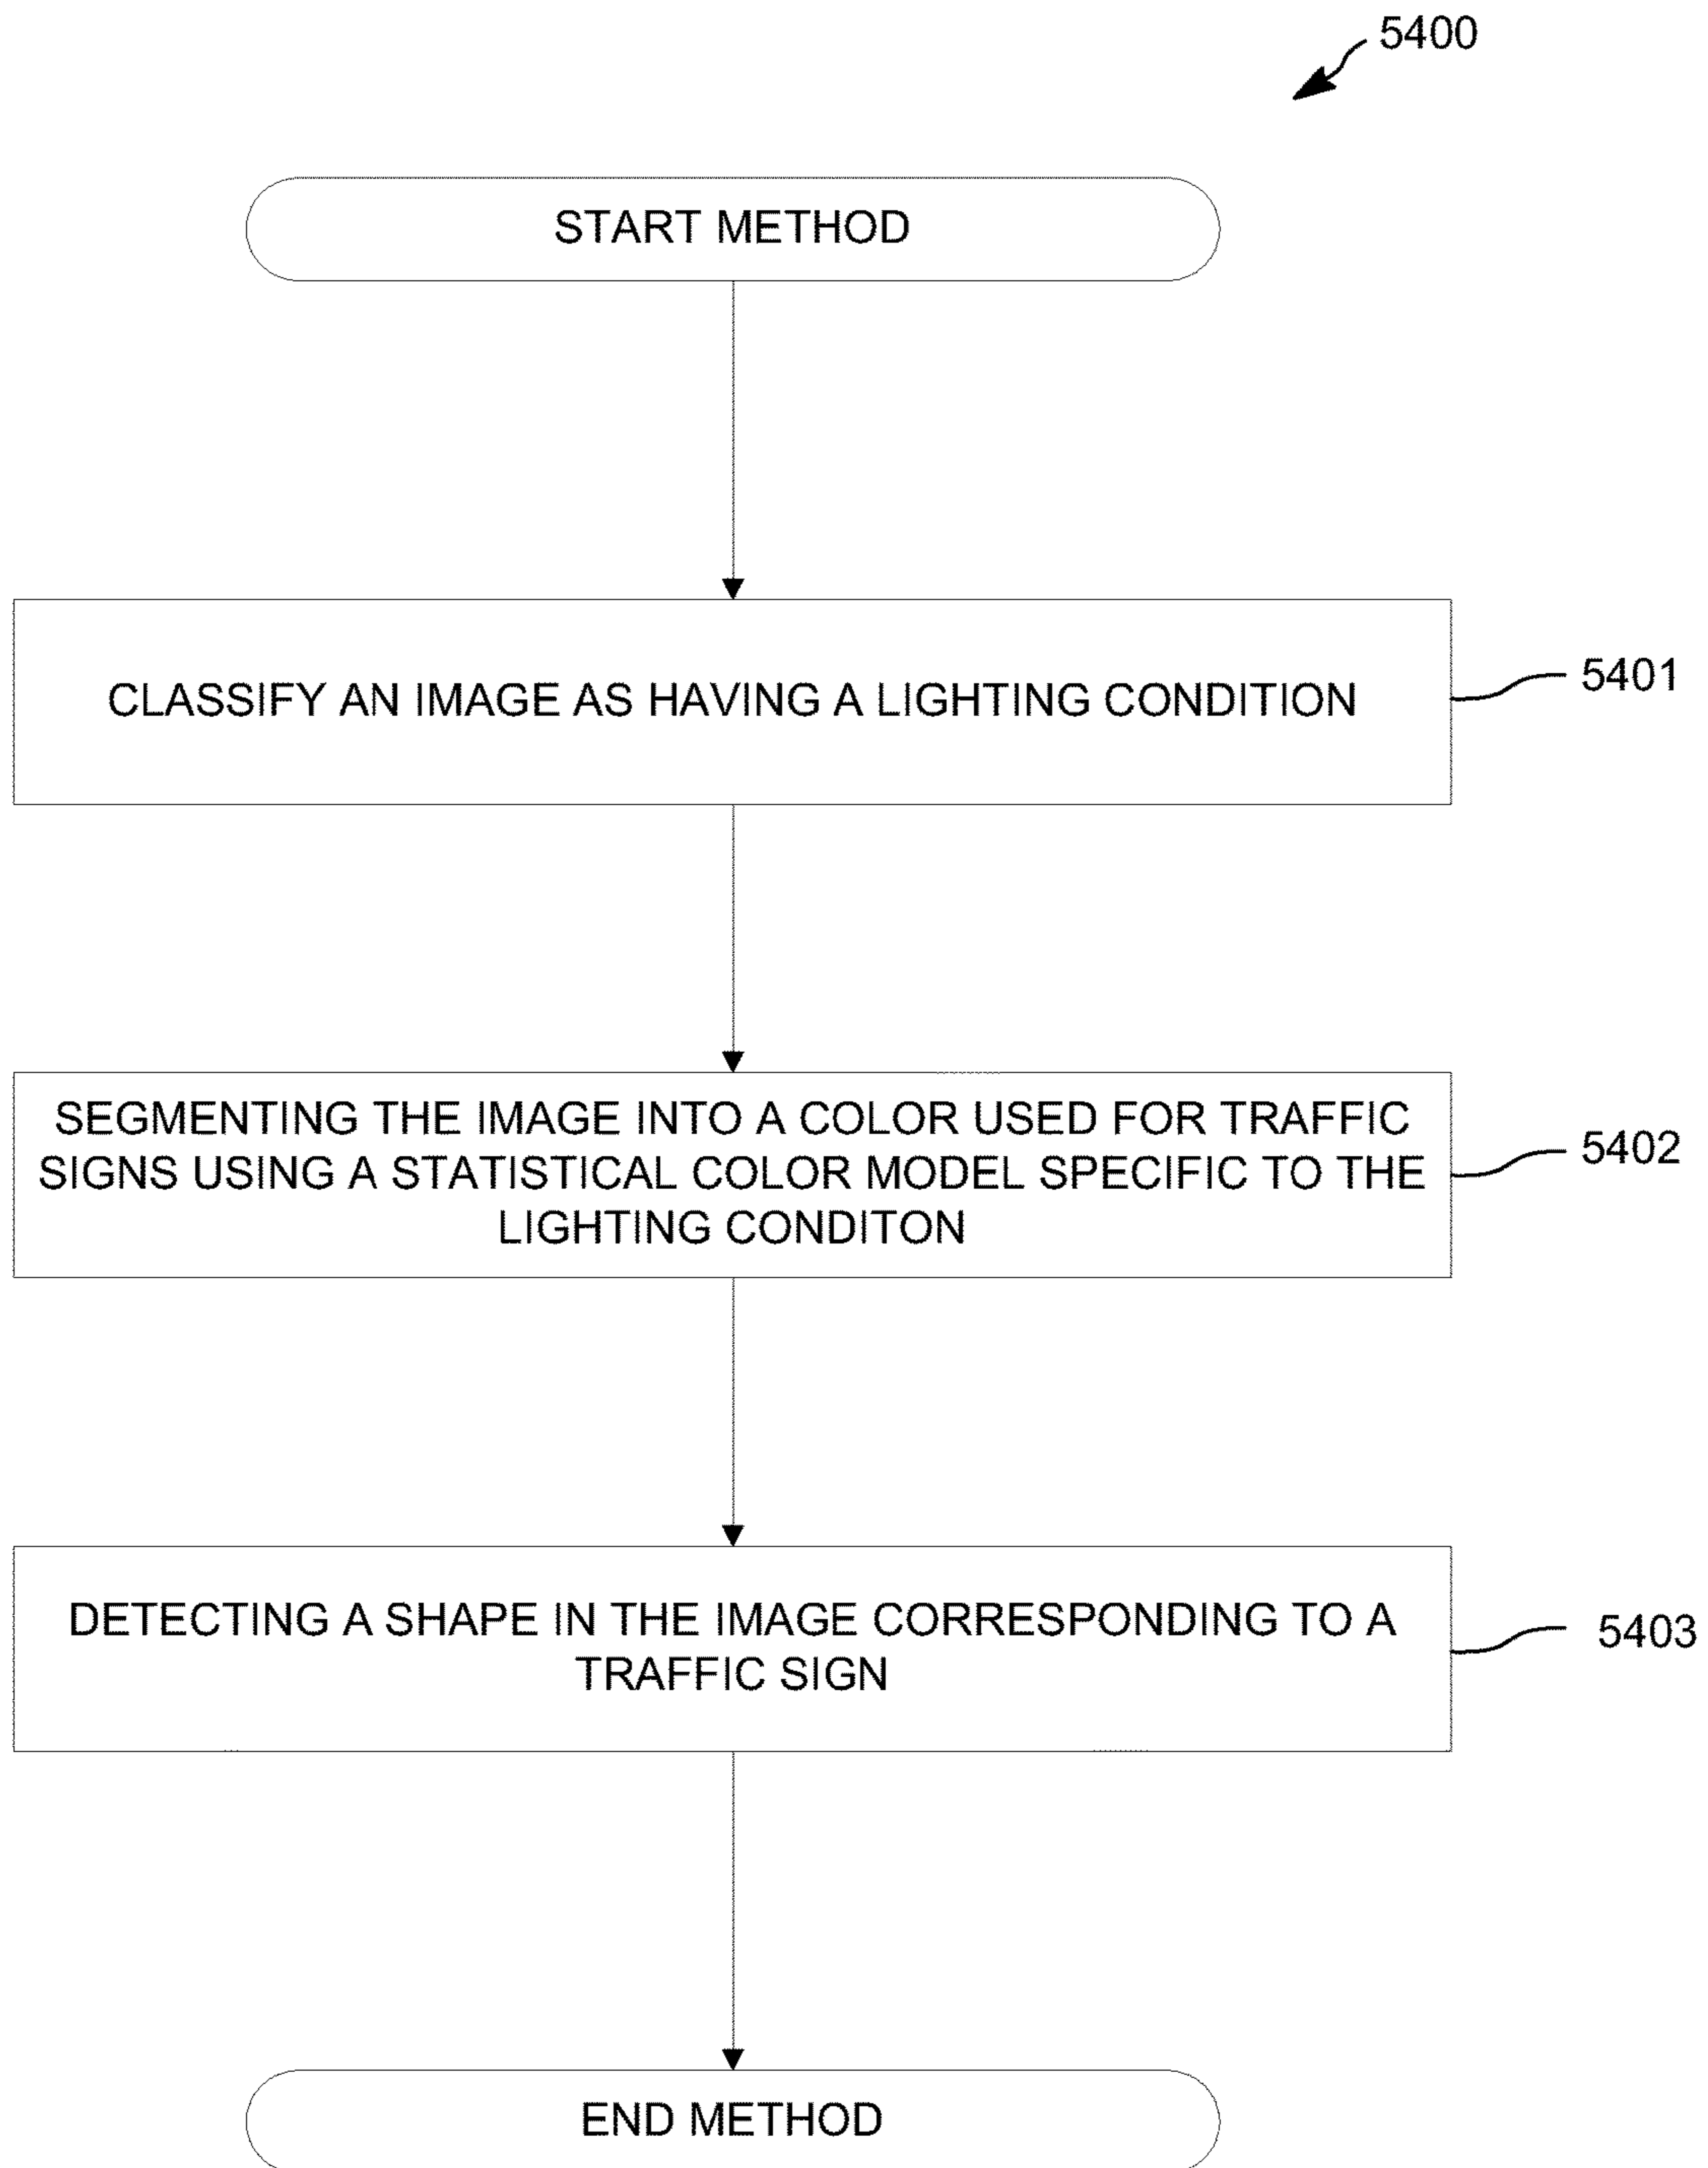 5400
START METHOD
CLASSIFY AN IMAGE AS HAVING A LIGHTING CONDITION
5401
SEGMENTING THE IMAGE INTO A COLOR USED FOR TRAFFIC
SIGNS USING A STATISTICAL COLOR MODEL SPECIFIC TO THE
LIGHTING CONDITON
5402
DETECTING A SHAPE IN THE IMAGE CORRESPONDING TO A
TRAFFIC SIGN
5403
END METHOD